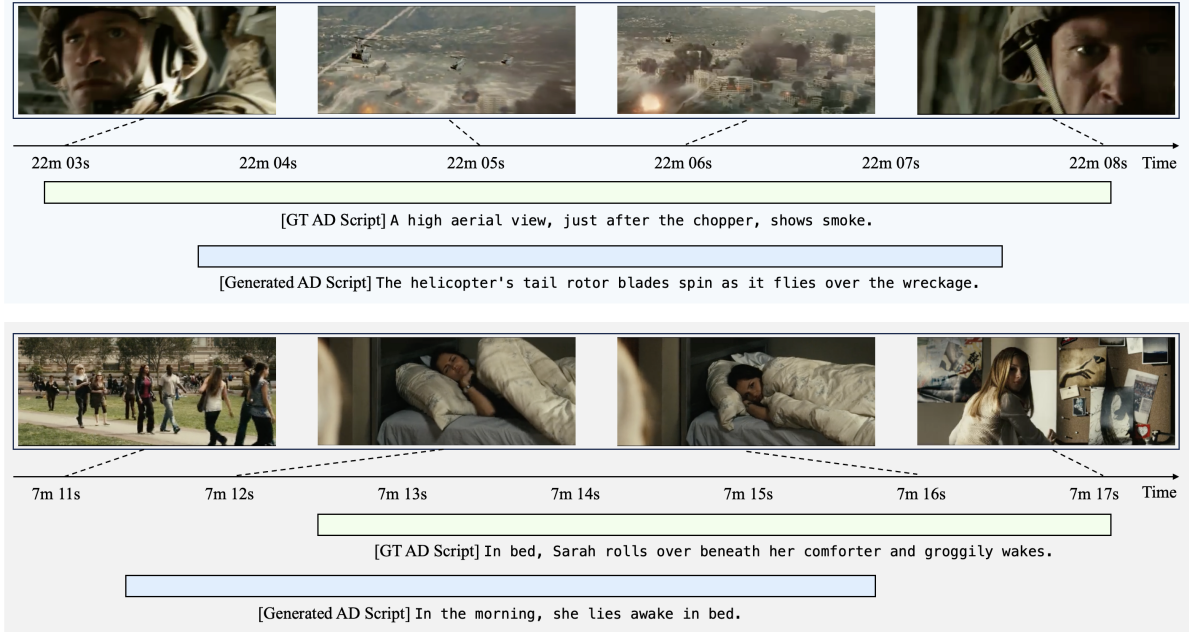 22m 03s 22m 04s 22m 05s 22m 06s 22m 07s 22m 08s Time
[GT AD Script] A high aerial view, just after the chopper, shows smoke.
[Generated AD Script] The helicopter's tail rotor blades spin as it flies over the wreckage.
7m 11s 7m 12s 7m 13s 7m 14s 7m 15s 7m 16s 7m 17s Time
[GT AD Script] In bed, Sarah rolls over beneath her comforter and groggily wakes.
[Generated AD Script] In the morning, she lies awake in bed.